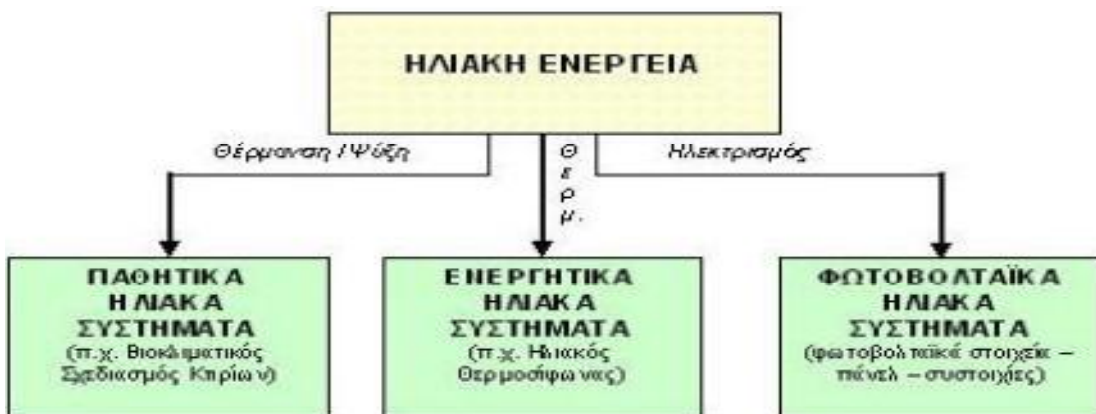 ΗΛΙΑΚΗ ΕΝΕΡΓΕΙΑ
Θέρμανση / Ψύξη
Θ
ε
ρ
μ.
Ηλεκτρισμός
ΠΑΘΗΤΙΚΑ
ΗΛΙΑΚΑ
ΣΥΣΤΗΜΑΤΑ
(π.χ. Βιοκλιματικός
Σχεδιασμός Κτιρίων)
ΕΝΕΡΓΗΤΙΚΑ
ΗΛΙΑΚΑ
ΣΥΣΤΗΜΑΤΑ
(π.χ. Ηλιακός
Θερμοσίφωνας)
ΦΩΤΟΒΟΛΤΑΪΚΑ
ΗΛΙΑΚΑ
ΣΥΣΤΗΜΑΤΑ
(φωτοβολταϊκά στοιχεία –
πάνελ – συστοιχίες)